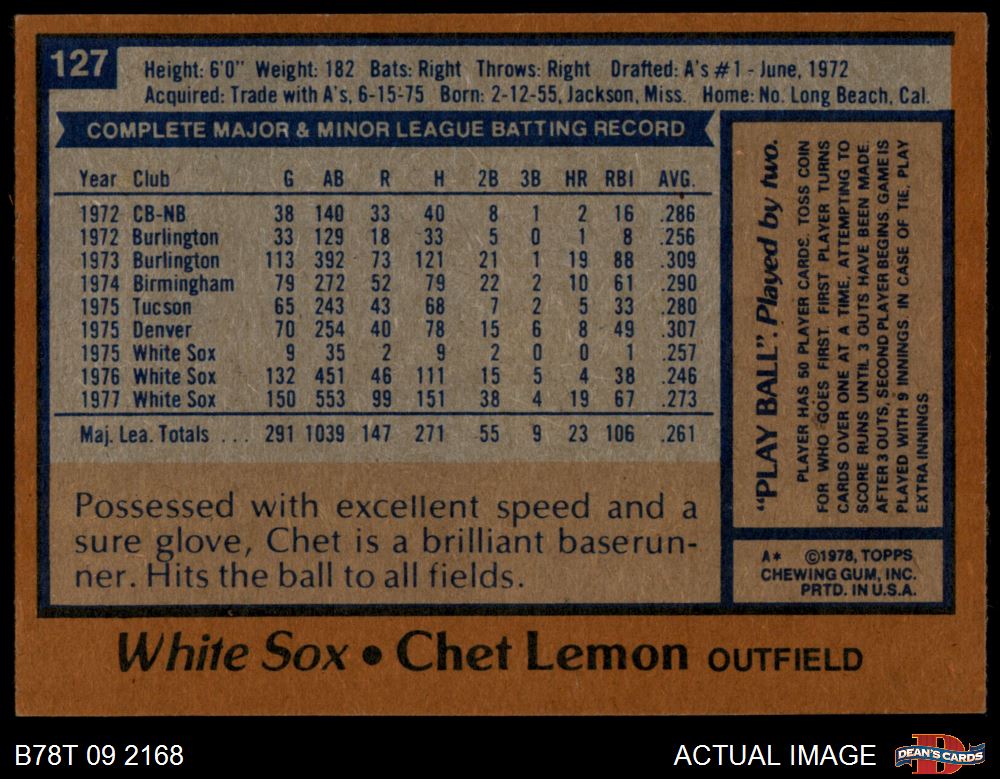 127
Height: 6'0" Weight: 182 Bats: Right Throws: Right Drafted: A's #1 - June, 1972
Acquired: Trade with A's, 6-15-75 Born: 2-12-55, Jackson, Miss. Home: No. Long Beach, Cal.
COMPLETE MAJOR & MINOR LEAGUE BATTING RECORD
Year Club G AB R H 2B 3B HR RBI AVG.
1972 CB-NB 38 140 33 40 8 1 2 16 .286
1972 Burlington 33 129 18 33 5 0 1 8 .256
1973 Burlington 113 392 73 121 21 1 19 88 .309
1974 Birmingham 79 272 52 79 22 2 10 61 .290
1975 Tucson 65 243 43 68 7 2 5 33 .280
1975 Denver 70 254 40 78 15 6 8 49 .307
1975 White Sox 9 35 2 9 2 0 0 1 .257
1976 White Sox 132 451 46 111 15 5 4 38 .246
1977 White Sox 150 553 99 151 38 4 19 67 .273
Maj. Lea. Totals ... 291 1039 147 271 55 9 23 106 .261
Possessed with excellent speed and a
sure glove, Chet is a brilliant baserun-
ner. Hits the ball to all fields.
"PLAY BALL". Played by two.
PLAYER HAS 50 PLAYER CARDS. TOSS COIN
FOR WHO GOES FIRST. FIRST PLAYER TURNS
CARDS OVER ONE AT A TIME, ATTEMPTING TO
SCORE RUNS UNTIL 3 OUTS HAVE BEEN MADE.
AFTER 3 OUTS, SECOND PLAYER BEGINS. GAME IS
PLAYED WITH 9 INNINGS. IN CASE OF TIE, PLAY
EXTRA INNINGS
A* ©1978, TOPPS
CHEWING GUM, INC.
PRTD. IN U.S.A.
White Sox • Chet Lemon OUTFIELD
B78T 09 2168
ACTUAL IMAGE
D
DEAN'S CARDS